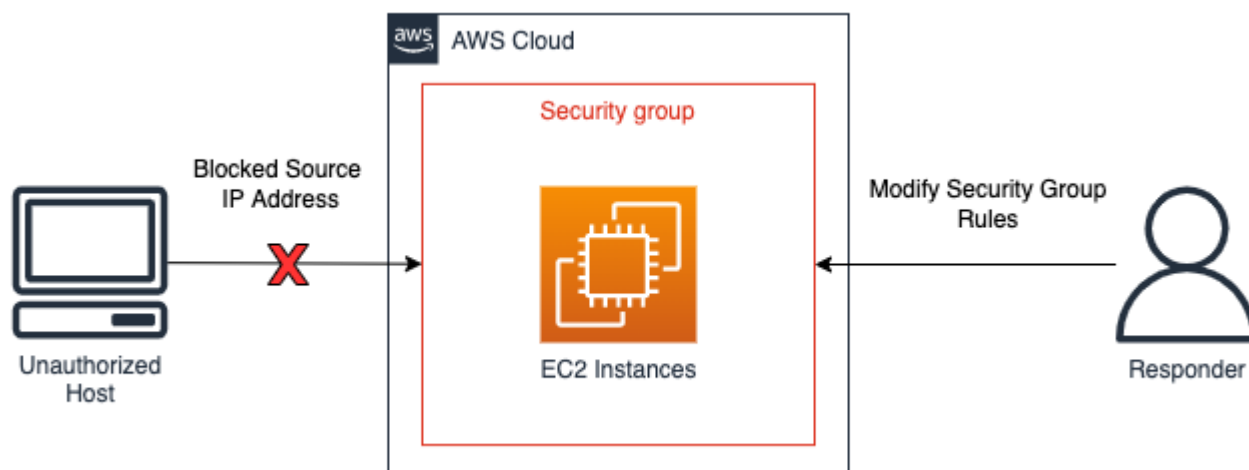 aws
AWS Cloud
Security group
Blocked Source
IP Address
Modify Security Group
Rules
Unauthorized
Host
EC2 Instances
Responder